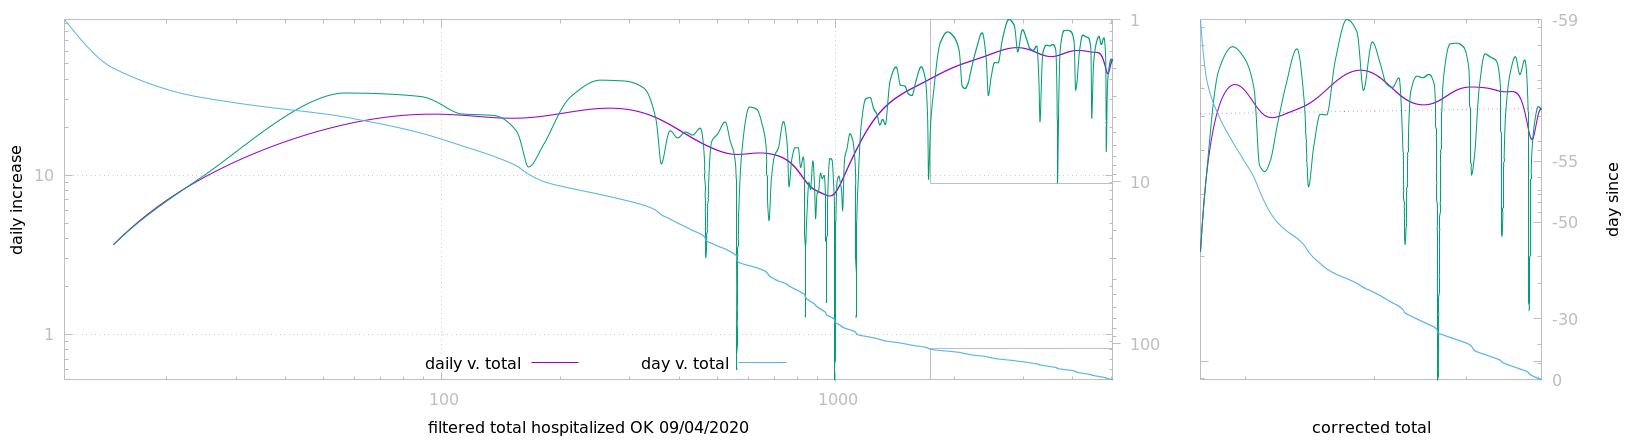 1
-59
10
daily increase
10
-55
-50
day since
1
100
-30
daily v. total
day v. total
0
100
1000
filtered total hospitalized OK 09/04/2020
corrected total